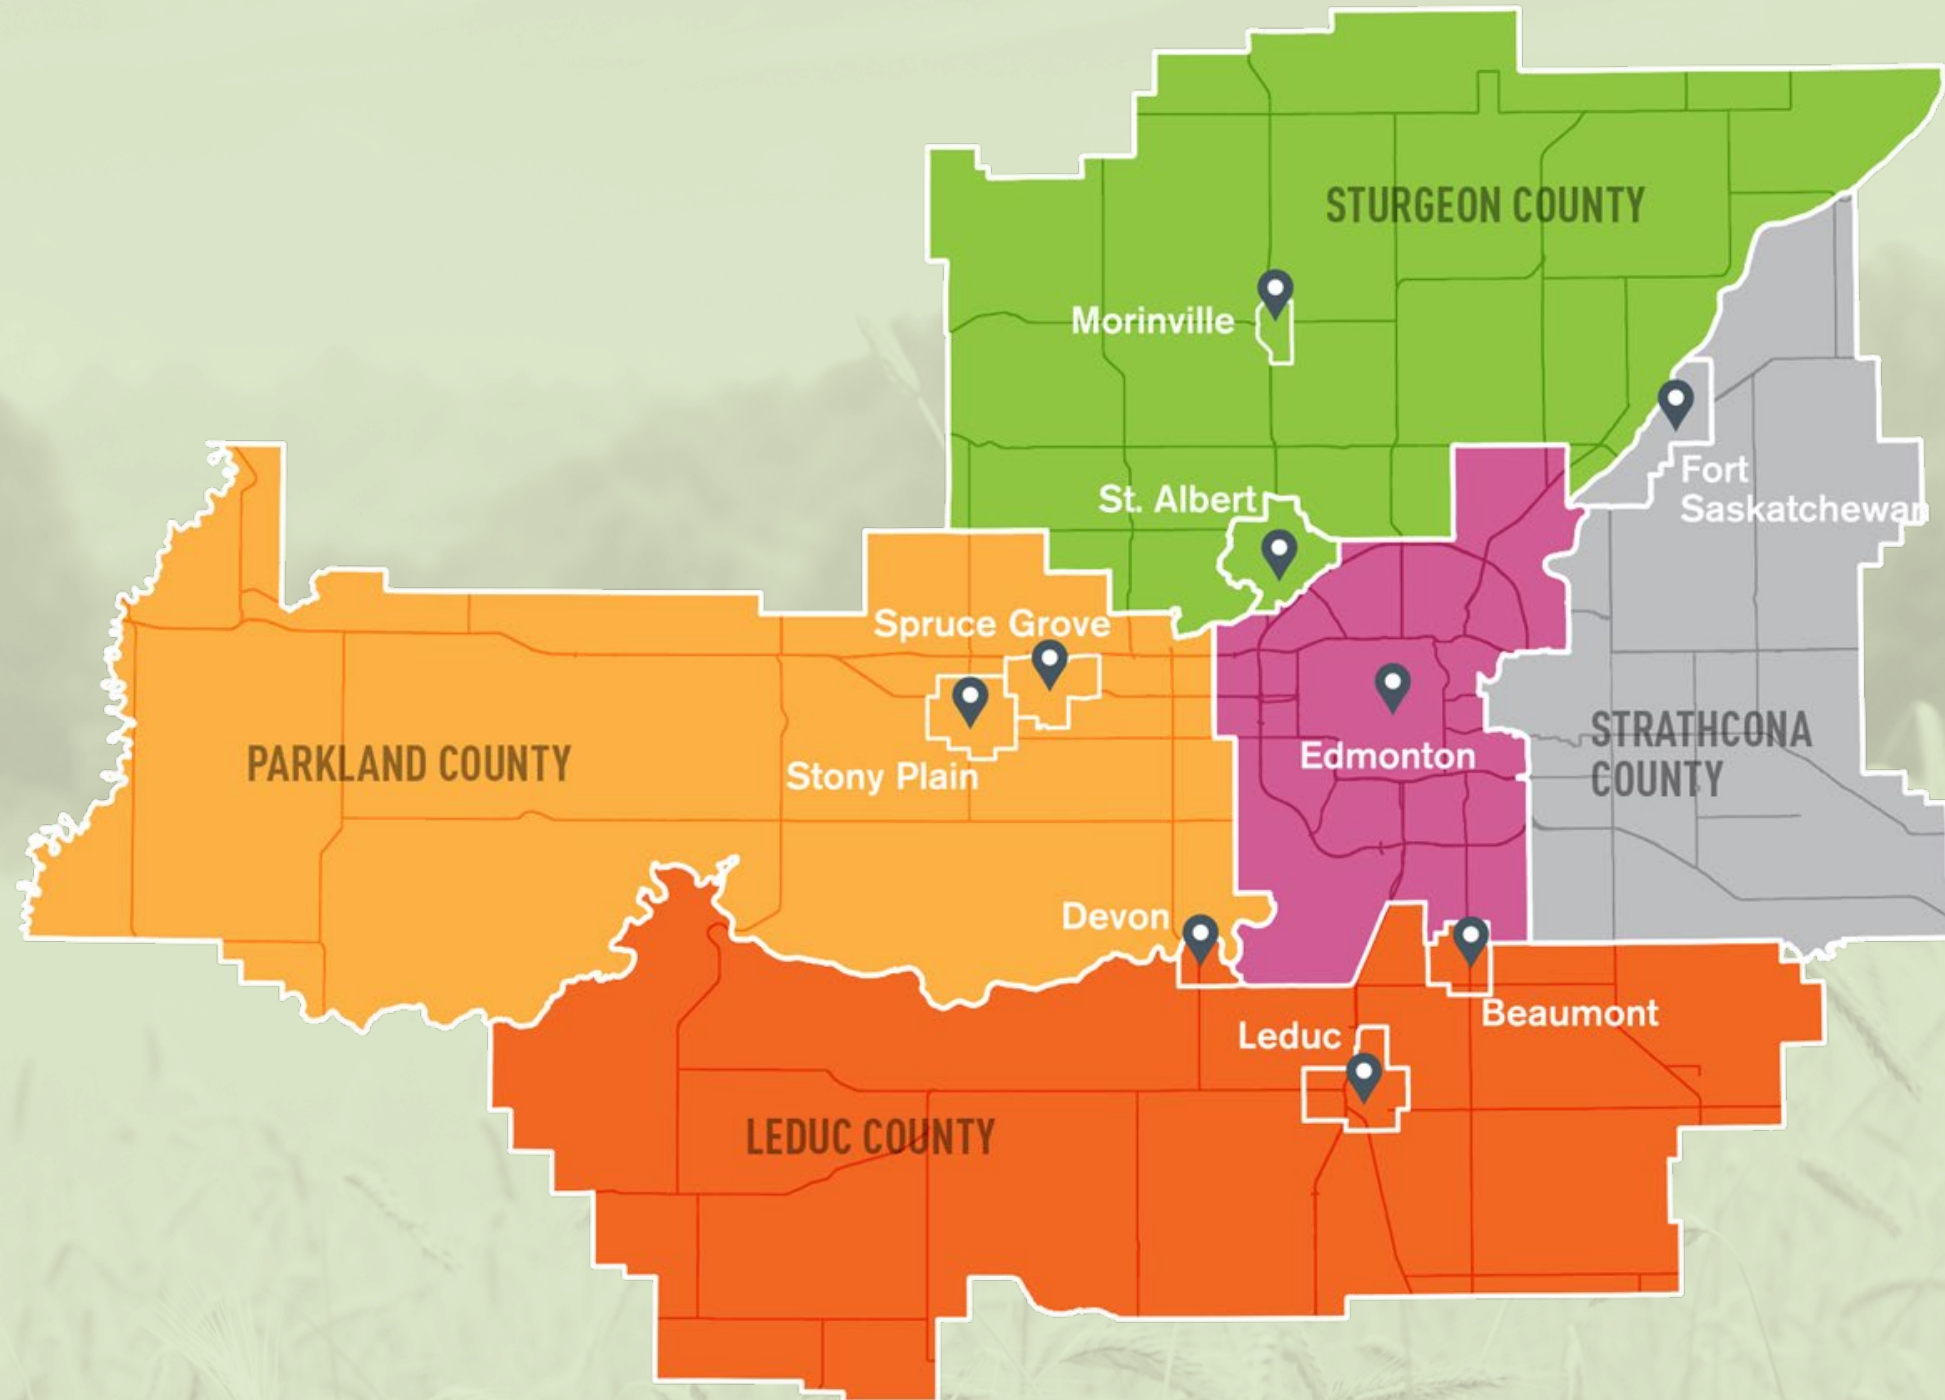 STURGEON COUNTY
Morinville
Fort
Saskatchewan
St. Albert
Spruce Grove
STRATHCONA
COUNTY
PARKLAND COUNTY
Edmonton
Stony Plain
Devon
Beaumont
Leduc
LEDUC COUNTY